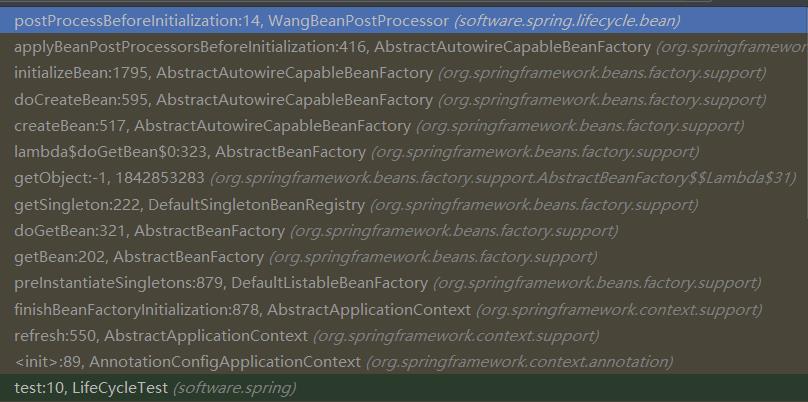 postProcessBeforeInitialization:14, WangBeanPostProcessor (software.spring.lifecycle.bean)
applyBeanPostProcessorsBeforeInitialization:416, AbstractAutowireCapableBeanFactory (org.springframewor
initializeBean:1795, AbstractAutowireCapableBeanFactory (org.springframework.beans.factory.support)
doCreateBean:595, AbstractAutowireCapableBeanFactory (org.springframework.beans.factory.support)
createBean:517, AbstractAutowireCapableBeanFactory (org.springframework.beans.factory.support)
lambda$doGetBean$0:323, AbstractBeanFactory (org.springframework.beans.factory.support)
getObject:-1, 1842853283 (org.springframework.beans.factory.support.AbstractBeanFactory$$Lambda$31)
getSingleton:222, DefaultSingletonBeanRegistry (org.springframework.beans.factory.support)
doGetBean:321, AbstractBeanFactory (org.springframework.beans.factory.support)
getBean:202, AbstractBeanFactory (org.springframework.beans.factory.support)
preInstantiateSingletons:879, DefaultListableBeanFactory (org.springframework.beans.factory.support)
finishBeanFactoryInitialization:878, AbstractApplicationContext (org.springframework.context.support)
refresh:550, AbstractApplicationContext (org.springframework.context.support)
<init>:89, AnnotationConfigApplicationContext (org.springframework.context.annotation)
test:10, LifeCycleTest (software.spring)